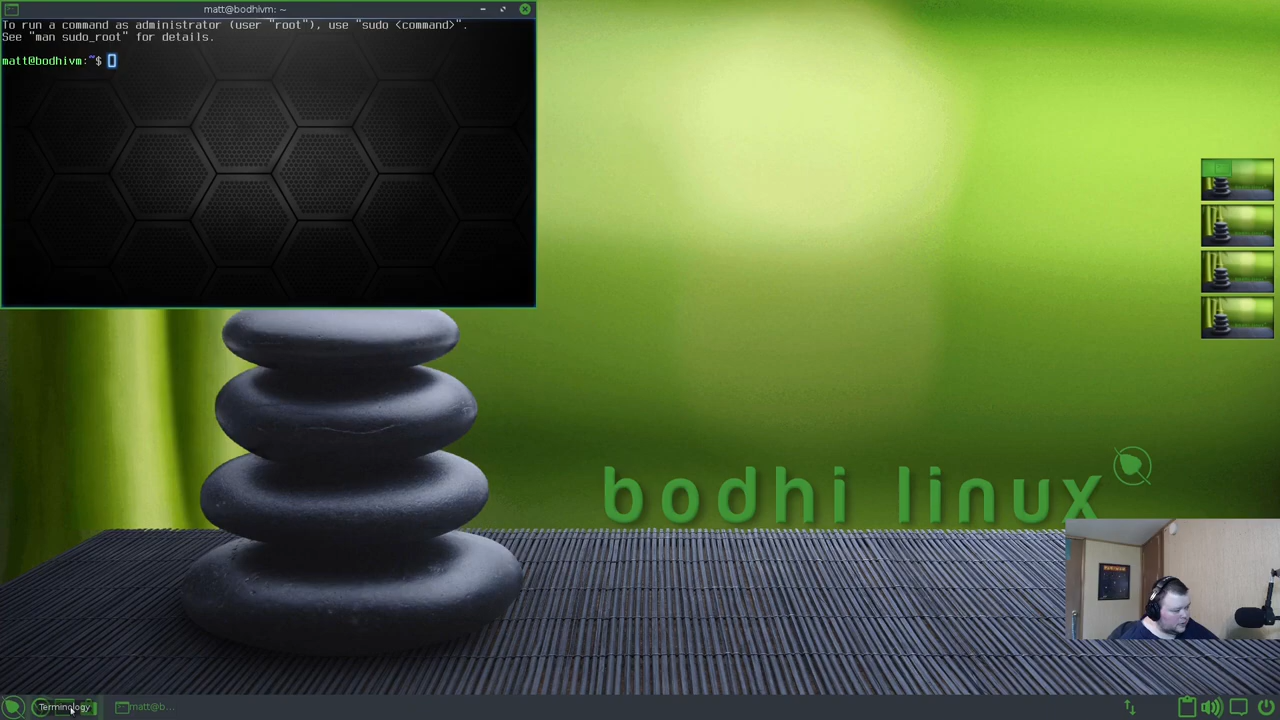 matt@bodhivm: ~
To run a command as administrator (user "root"), use "sudo <command>".
See "man sudo_root" for details.
matt@bodhivm:~$
bodhi linux
Terminology
matt@b...